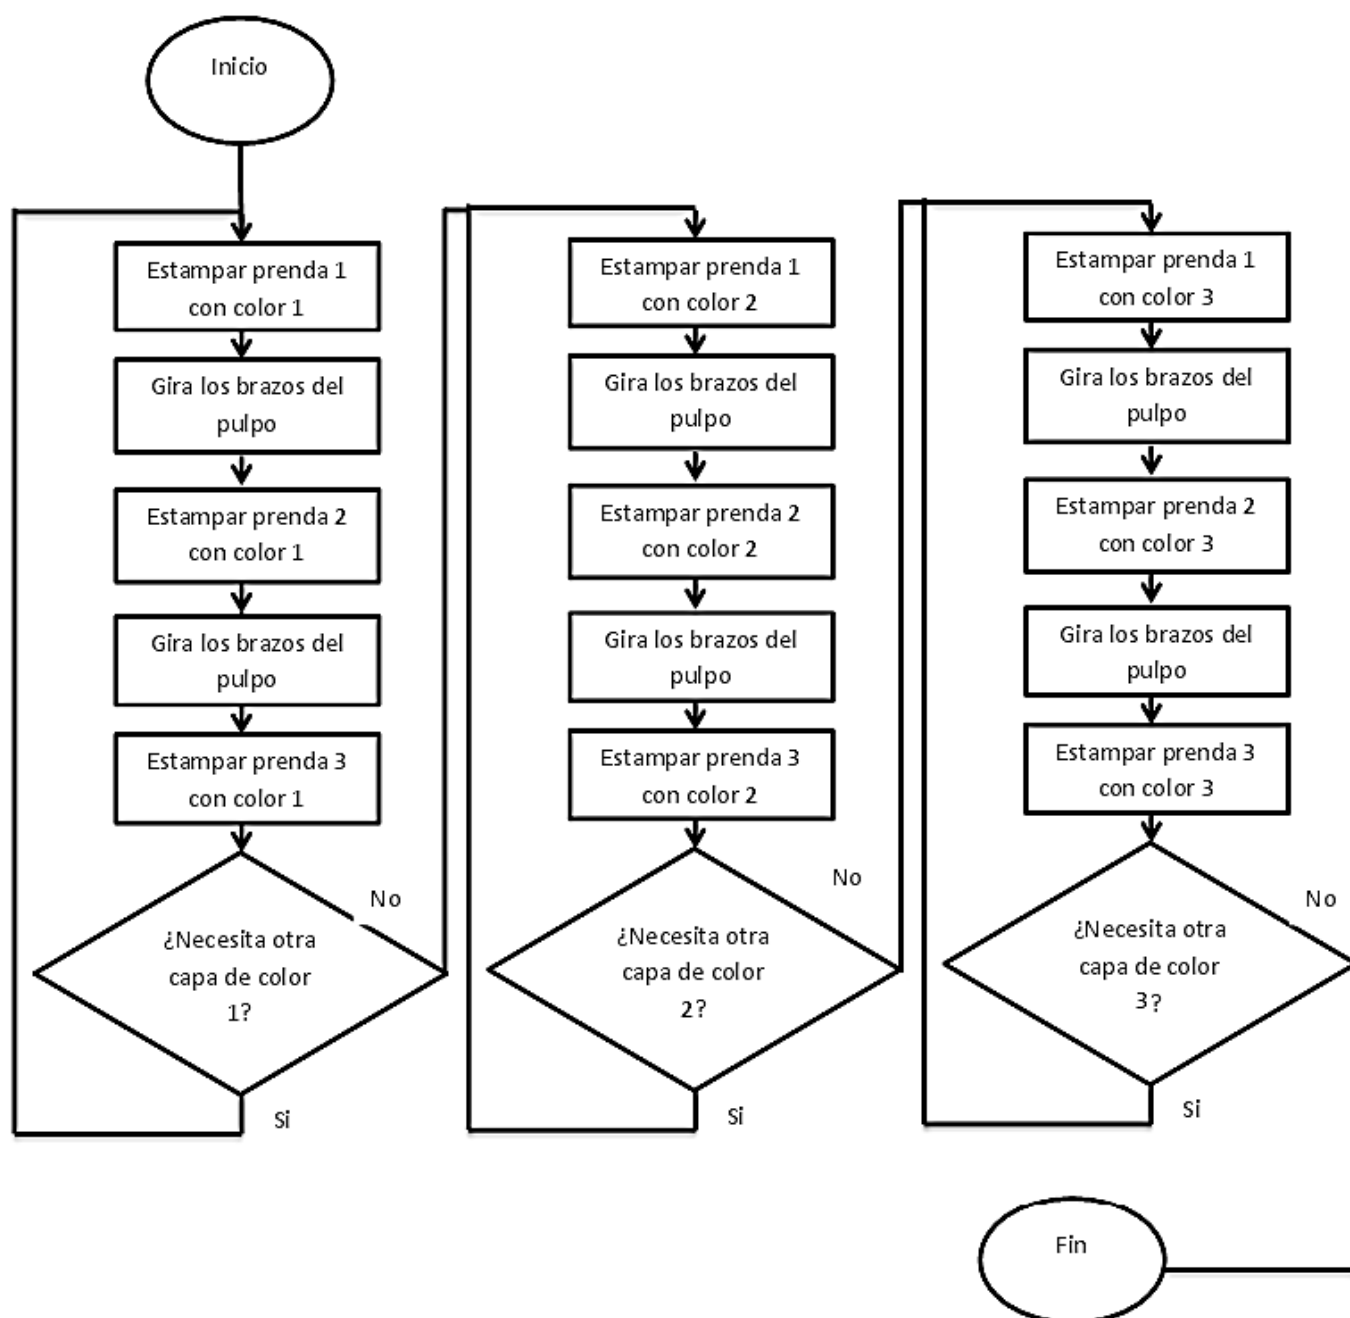 Inicio
Estampar prenda 1
con color 1
Gira los brazos del
pulpo
Estampar prenda 2
con color 1
Gira los brazos del
pulpo
Estampar prenda 3
con color 1
¿Necesita otra
capa de color
1?
No
Si
Estampar prenda 1
con color 2
Gira los brazos del
pulpo
Estampar prenda 2
con color 2
Gira los brazos del
pulpo
Estampar prenda 3
con color 2
¿Necesita otra
capa de color
2?
No
Si
Estampar prenda 1
con color 3
Gira los brazos del
pulpo
Estampar prenda 2
con color 3
Gira los brazos del
pulpo
Estampar prenda 3
con color 3
¿Necesita otra
capa de color
3?
No
Si
Fin